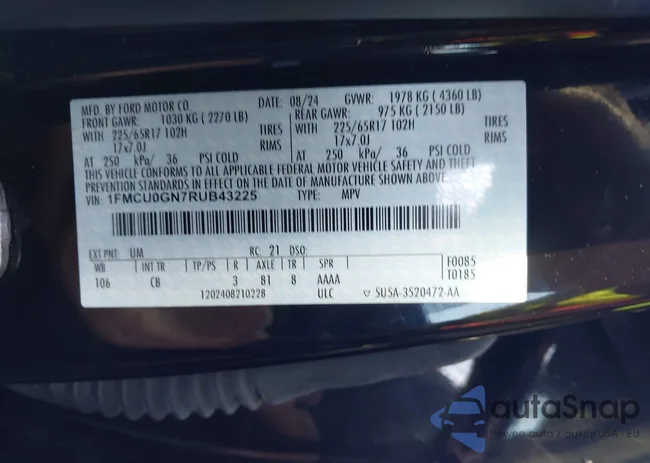 MFD. BY FORD MOTOR CO. DATE: 08/24 GVWR: 1978 KG ( 4360 LB)
FRONT GAWR: 1030 KG ( 2270 LB) REAR GAWR: 975 KG ( 2150 LB)
WITH 225/65R17 102H TIRES WITH 225/65R17 102H TIRES
17x7.0J RIMS 17x7.0J RIMS
AT 250 kPa/ 36 PSI COLD AT 250 kPa/ 36 PSI COLD
THIS VEHICLE CONFORMS TO ALL APPLICABLE FEDERAL MOTOR VEHICLE SAFETY AND THEFT
PREVENTION STANDARDS IN EFFECT ON THE DATE OF MANUFACTURE SHOWN ABOVE.
VIN: 1FMCU0GN7RUB43225 TYPE: MPV
EXT PNT: UM RC: 21 DSO: F0085
WB INT TR TP/PS R AXLE TR SPR T0185
106 CB 3 81 8 AAAA
1202408210228 ULC SU5A-3520472-AA
autaSnap
pewne auto z aukcji USA i EU